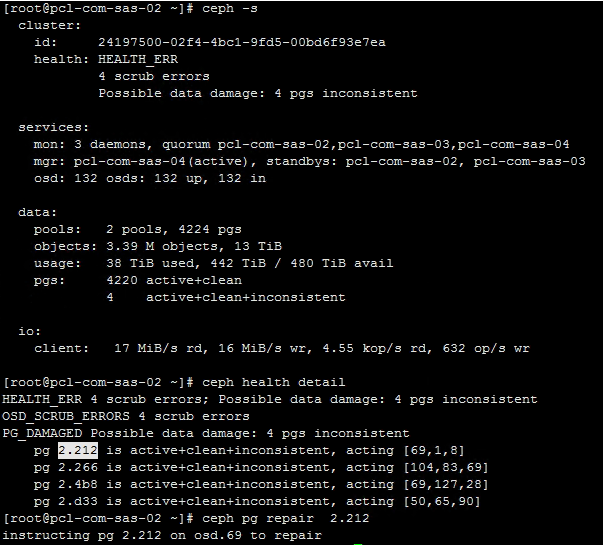 [root@pcl-com-sas-02 ~]# ceph -s
  cluster:
    id:     24197500-02f4-4bc1-9fd5-00bd6f93e7ea
    health: HEALTH_ERR
            4 scrub errors
            Possible data damage: 4 pgs inconsistent

  services:
    mon: 3 daemons, quorum pcl-com-sas-02,pcl-com-sas-03,pcl-com-sas-04
    mgr: pcl-com-sas-04(active), standbys: pcl-com-sas-02, pcl-com-sas-03
    osd: 132 osds: 132 up, 132 in

  data:
    pools:   2 pools, 4224 pgs
    objects: 3.39 M objects, 13 TiB
    usage:   38 TiB used, 442 TiB / 480 TiB avail
    pgs:     4220 active+clean
             4    active+clean+inconsistent

  io:
    client:   17 MiB/s rd, 16 MiB/s wr, 4.55 kop/s rd, 632 op/s wr

[root@pcl-com-sas-02 ~]# ceph health detail
HEALTH_ERR 4 scrub errors; Possible data damage: 4 pgs inconsistent
OSD_SCRUB_ERRORS 4 scrub errors
PG_DAMAGED Possible data damage: 4 pgs inconsistent
    pg 2.212 is active+clean+inconsistent, acting [69,1,8]
    pg 2.266 is active+clean+inconsistent, acting [104,83,69]
    pg 2.4b8 is active+clean+inconsistent, acting [69,127,28]
    pg 2.d33 is active+clean+inconsistent, acting [50,65,90]
[root@pcl-com-sas-02 ~]# ceph pg repair  2.212
instructing pg 2.212 on osd.69 to repair